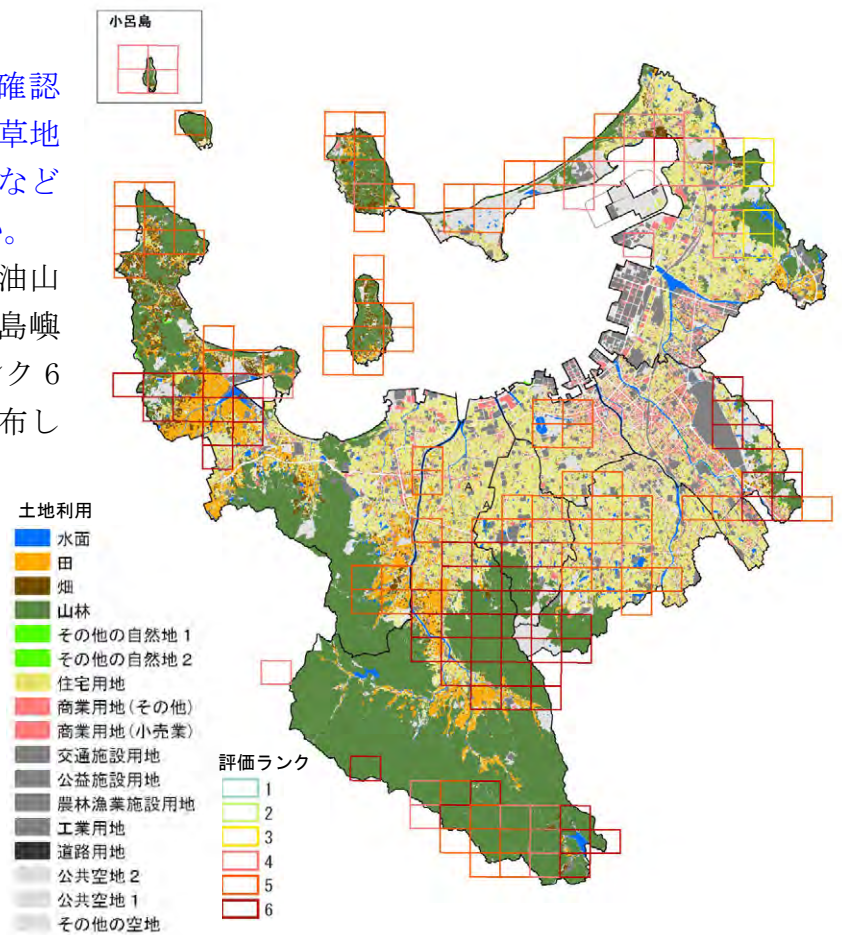 小呂島
確認
草地
など
い。
油山
島嶼
ンク 6
布し
土地利用
水面
田
畑
山林
その他の自然地 1
その他の自然地 2
住宅用地
商業用地(その他)
商業用地(小売業)
交通施設用地
公益施設用地
農林漁業施設用地
工業用地
道路用地
公共空地 2
公共空地 1
その他の空地
評価ランク
1
2
3
4
5
6